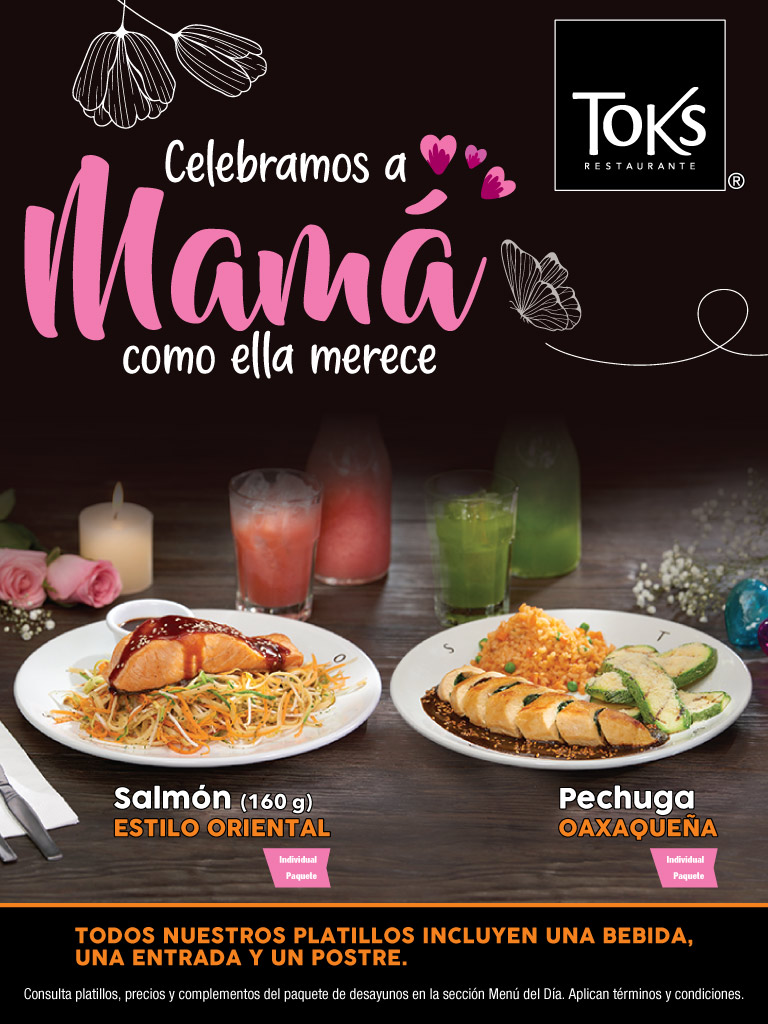 Celebramos a
Mamá
como ella merece
TOKS
RESTAURANTE
®
O
S T
Salmón (160 g)
ESTILO ORIENTAL
Individual
Paquete
Pechuga
OAXAQUEÑA
Individual
Paquete
TODOS NUESTROS PLATILLOS INCLUYEN UNA BEBIDA,
UNA ENTRADA Y UN POSTRE.
Consulta platillos, precios y complementos del paquete de desayunos en la sección Menú del Día. Aplican términos y condiciones.